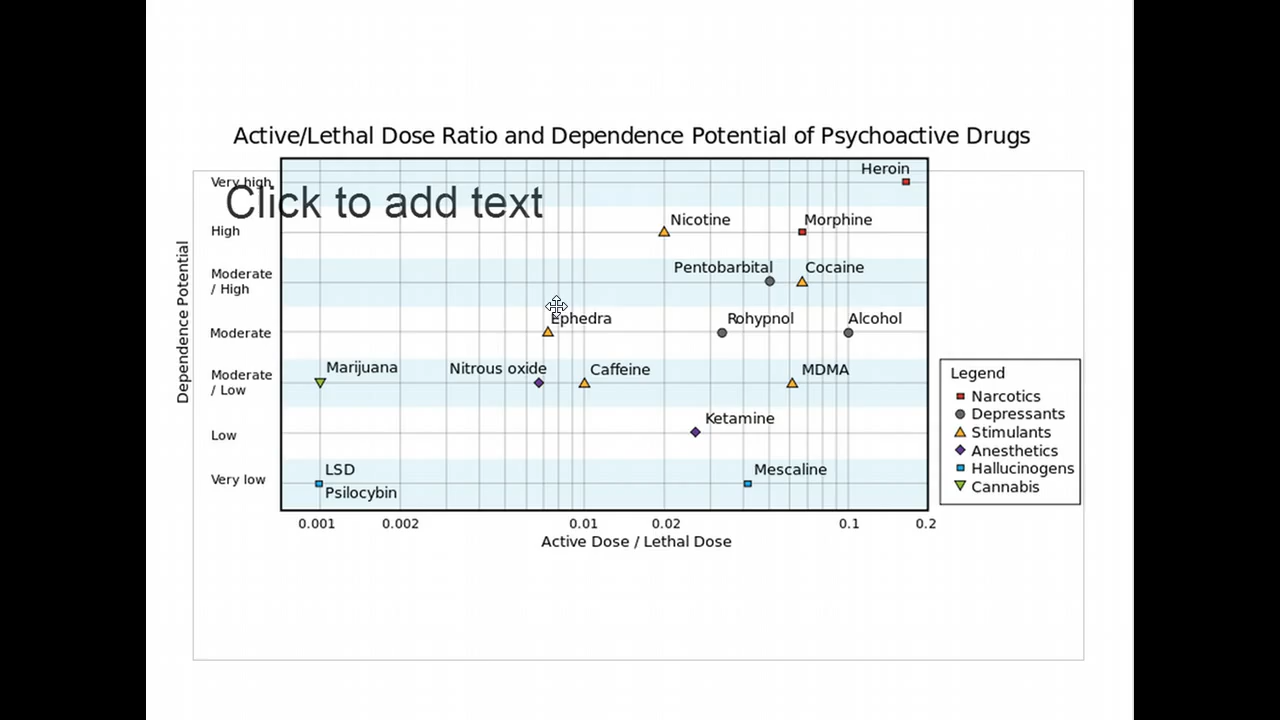 Active/Lethal Dose Ratio and Dependence Potential of Psychoactive Drugs
Click to add text
Dependence Potential
Very high
High
Moderate
/ High
Moderate
Moderate
/ Low
Low
Very low
Heroin
Nicotine
Morphine
Pentobarbital
Cocaine
Ephedra
Rohypnol
Alcohol
Marijuana
Nitrous oxide
Caffeine
MDMA
Ketamine
LSD
Psilocybin
Mescaline
0.001
0.002
0.01
0.02
0.1
0.2
Active Dose / Lethal Dose
Legend
Narcotics
Depressants
Stimulants
Anesthetics
Hallucinogens
Cannabis